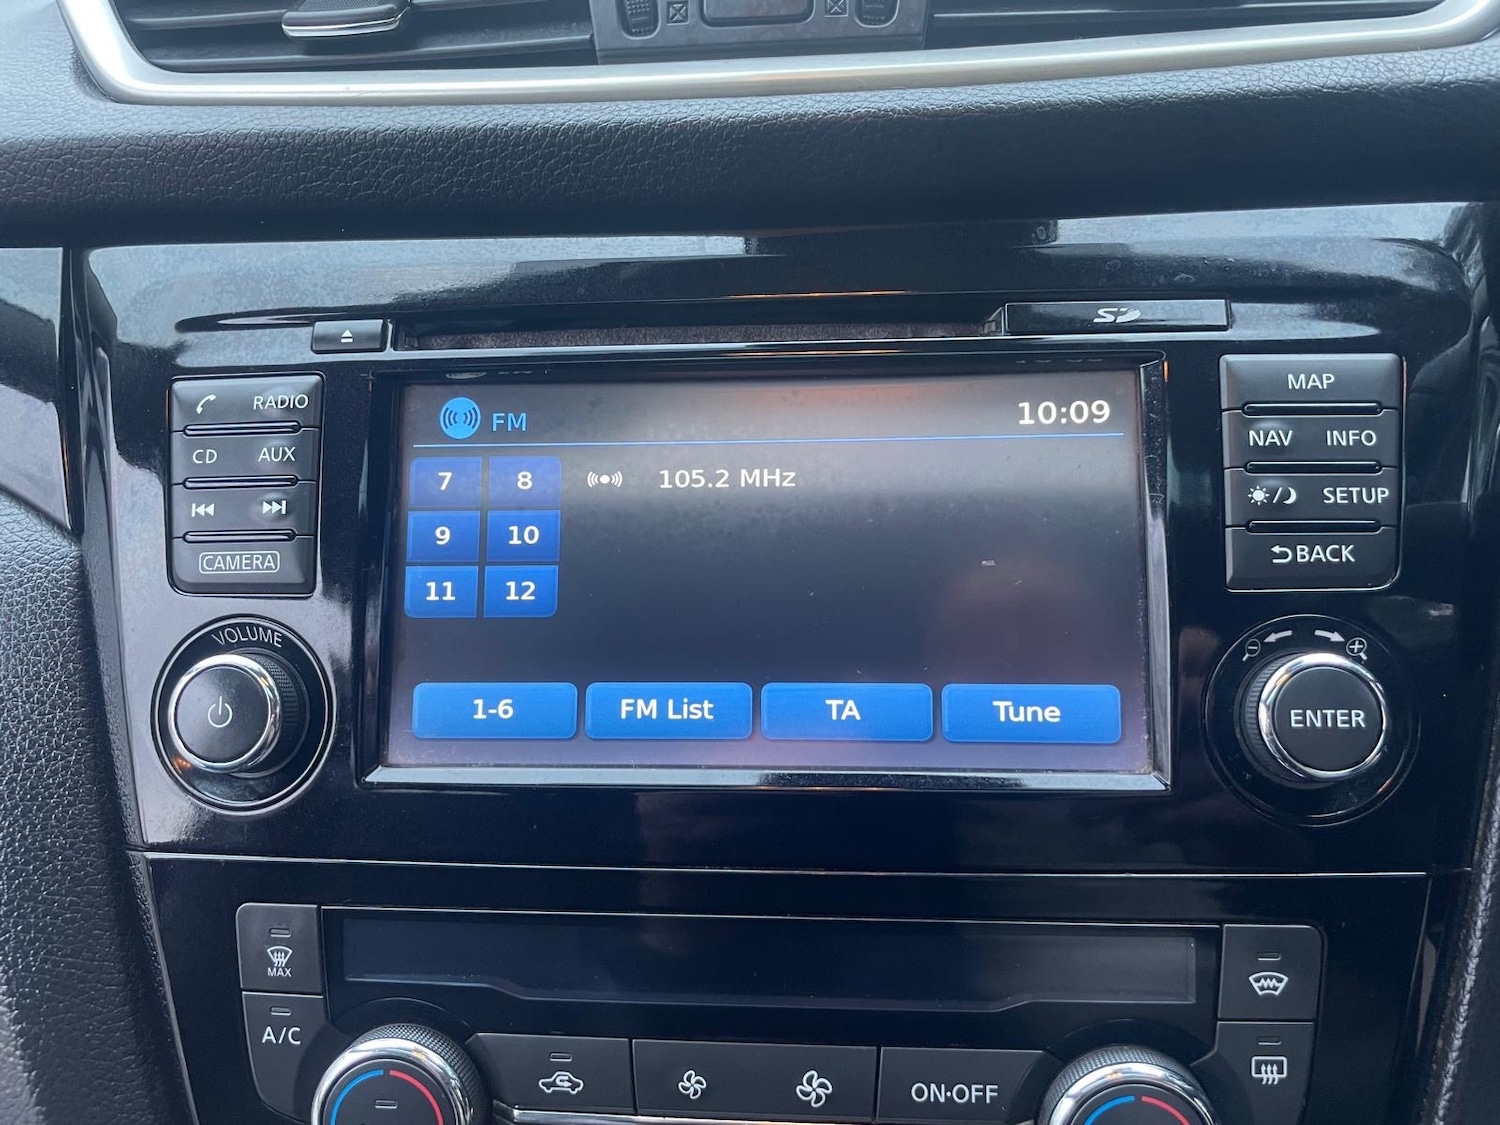 SD
RADIO
CD AUX
CAMERA
VOLUME
FM 10:09
7 8 105.2 MHz
9 10
11 12
1-6 FM List TA Tune
MAP
NAV INFO
/ SETUP
BACK
ENTER
MAX
A/C
ON·OFF